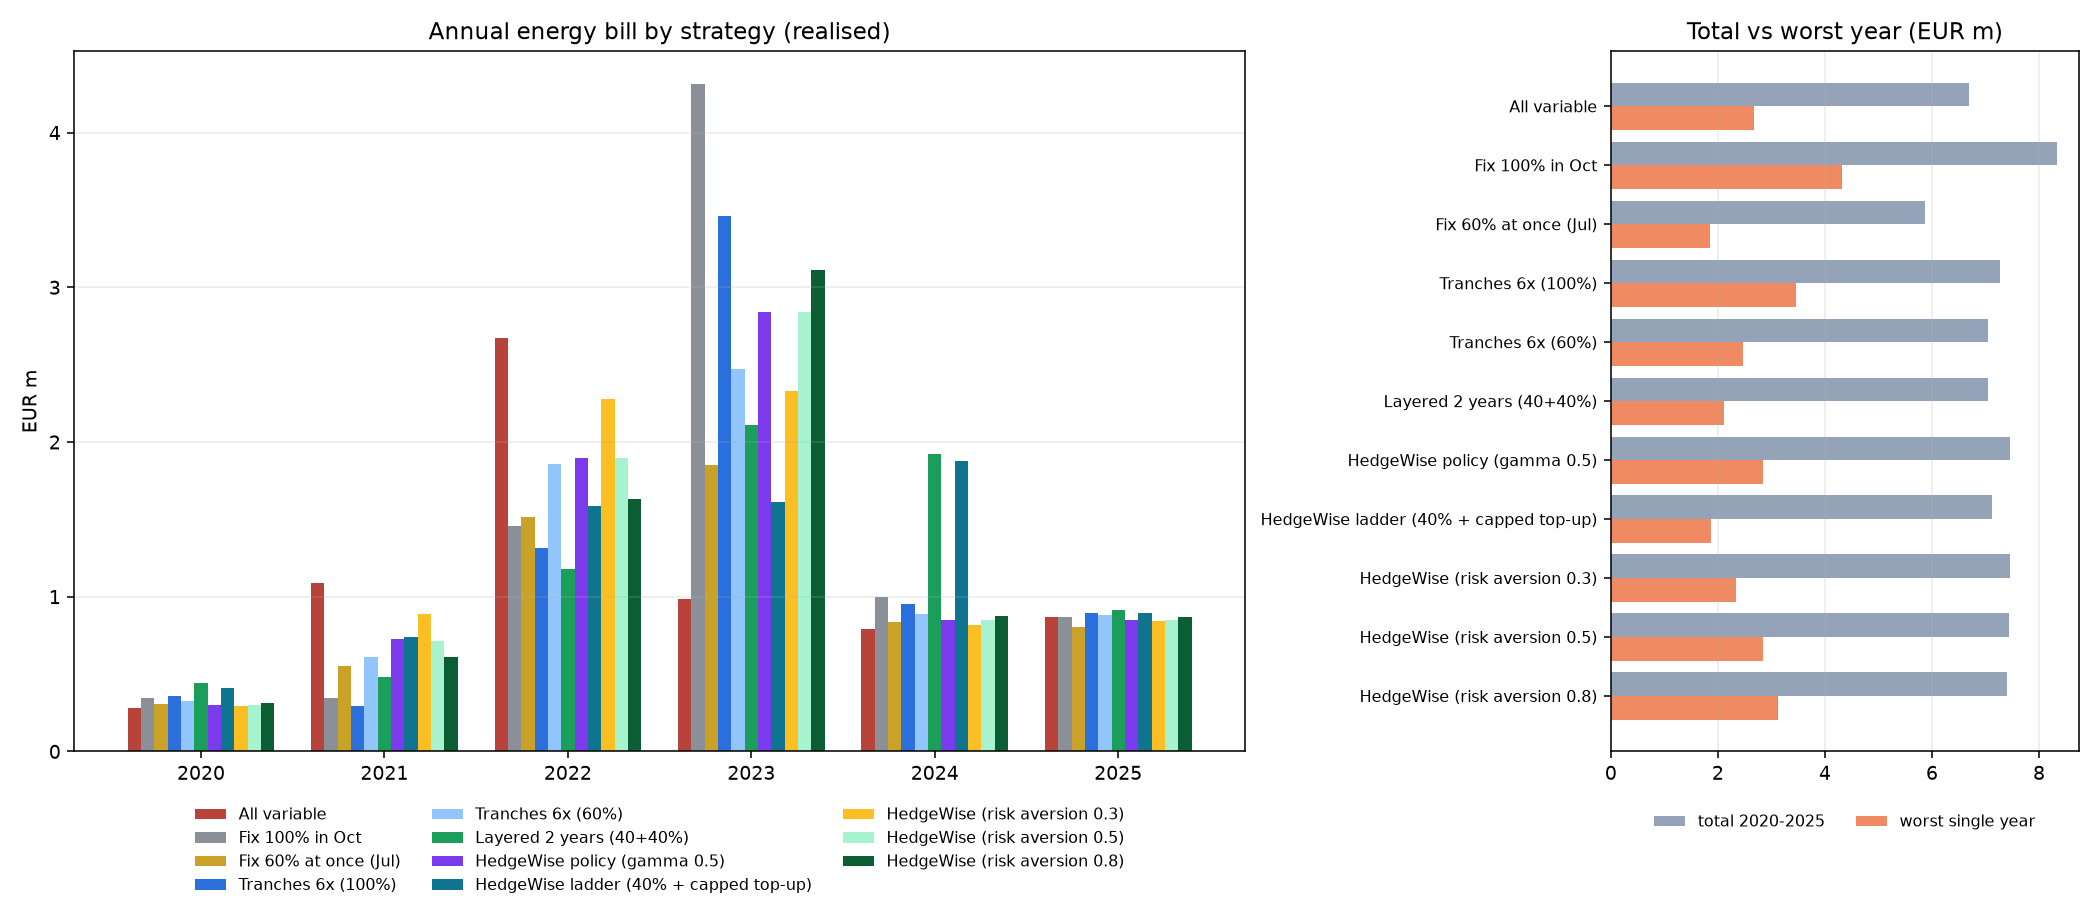 Annual energy bill by strategy (realised)
EUR m
4
3
2
1
0
2020 2021 2022 2023 2024 2025
All variable
Fix 100% in Oct
Fix 60% at once (Jul)
Tranches 6x (100%)
Tranches 6x (60%)
Layered 2 years (40+40%)
HedgeWise policy (gamma 0.5)
HedgeWise ladder (40% + capped top-up)
HedgeWise (risk aversion 0.3)
HedgeWise (risk aversion 0.5)
HedgeWise (risk aversion 0.8)
Total vs worst year (EUR m)
All variable
Fix 100% in Oct
Fix 60% at once (Jul)
Tranches 6x (100%)
Tranches 6x (60%)
Layered 2 years (40+40%)
HedgeWise policy (gamma 0.5)
HedgeWise ladder (40% + capped top-up)
HedgeWise (risk aversion 0.3)
HedgeWise (risk aversion 0.5)
HedgeWise (risk aversion 0.8)
0 2 4 6 8
total 2020-2025 worst single year